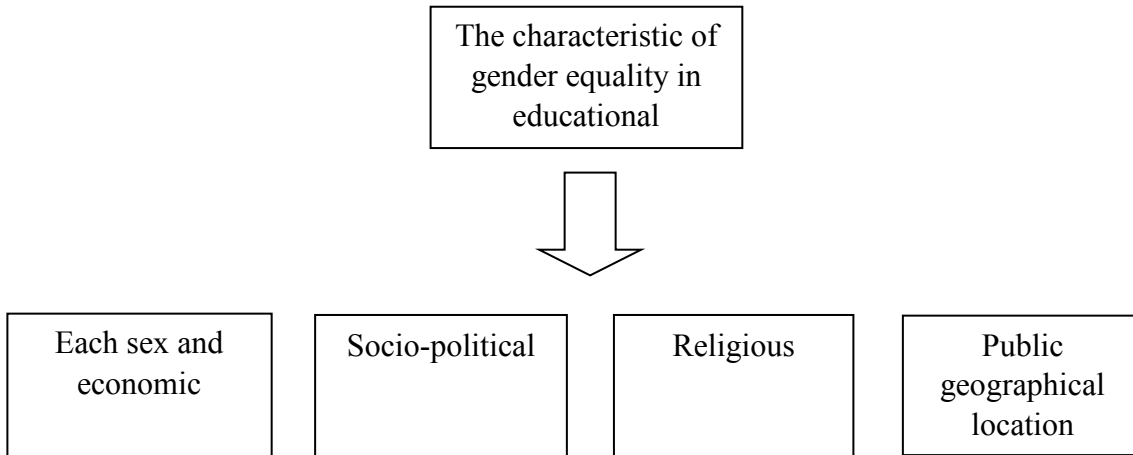 The characteristic of
gender equality in
educational
Each sex and
economic
Socio-political
Religious
Public
geographical
location